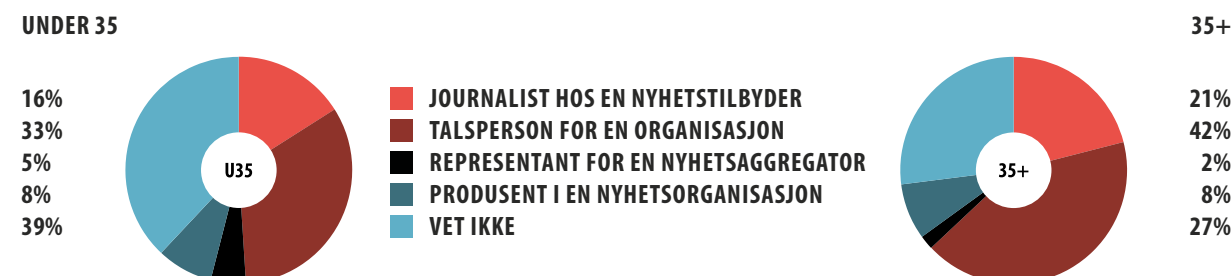 UNDER 35 35+
16% JOURNALIST HOS EN NYHETSTILBYDER 21%
33% TALSPERSON FOR EN ORGANISASJON 42%
5% U35 REPRESENTANT FOR EN NYHETSAGGREGATOR 35+ 2%
8% PRODUSENT I EN NYHETSORGANISASJON 8%
39% VET IKKE 27%